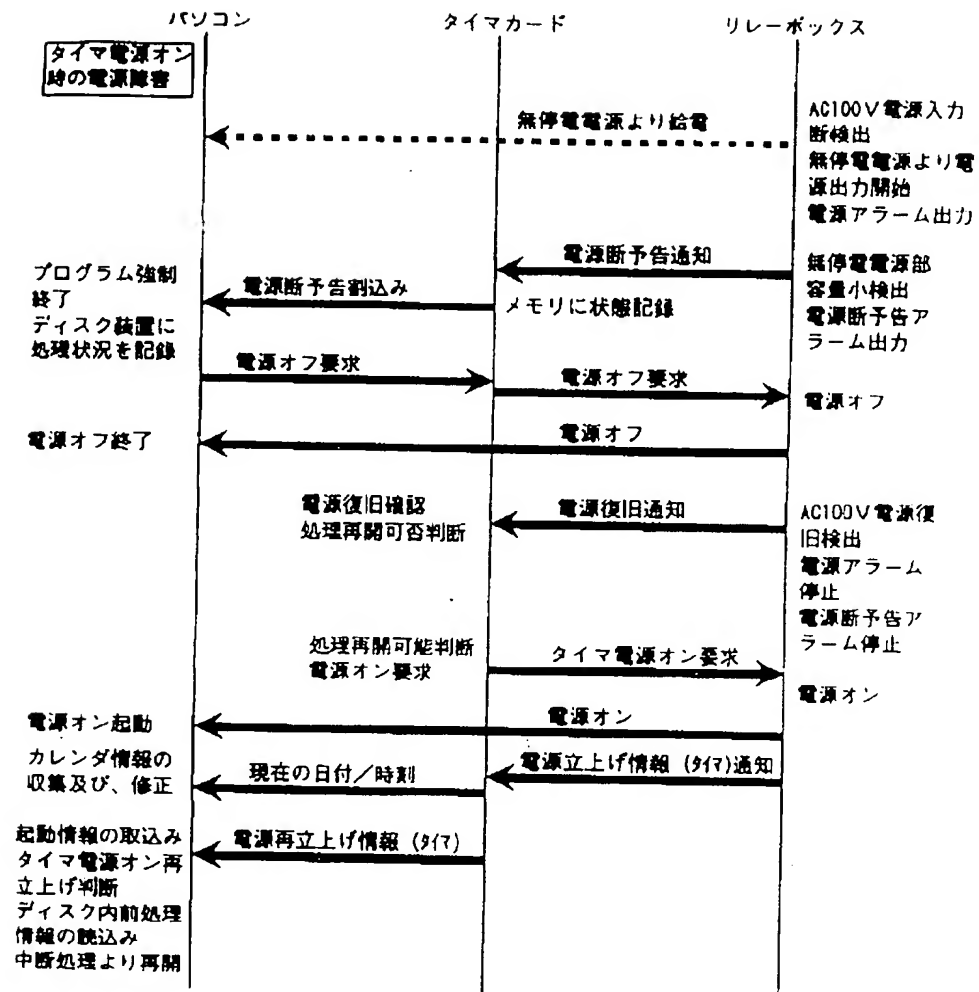 パソコン
タイマカード
リレーボックス
タイマ電源オン
時の電源障害
無停電電源より給電
AC100V電源入力
断検出
無停電電源より電
源出力開始
電源アラーム出力
電源断予告通知
無停電電源部
容量小検出
電源断予告ア
ラーム出力
プログラム強制
終了
ディスク装置に
処理状況を記録
電源断予告割込み
メモリに状態記録
電源オフ要求
電源オフ要求
電源オフ
電源オフ終了
電源オフ
電源復旧確認
処理再開可否判断
電源復旧通知
AC100V電源復
旧検出
電源アラーム
停止
電源断予告ア
ラーム停止
処理再開可能判断
電源オン要求
タイマ電源オン要求
電源オン
電源オン起動
電源オン
カレンダ情報の
収集及び、修正
現在の日付／時刻
電源立上げ情報（タイマ）通知
起動情報の取込み
タイマ電源オン再
立上げ判断
ディスク内前処理
情報の読込み
中断処理より再開
電源再立上げ情報（タイマ）